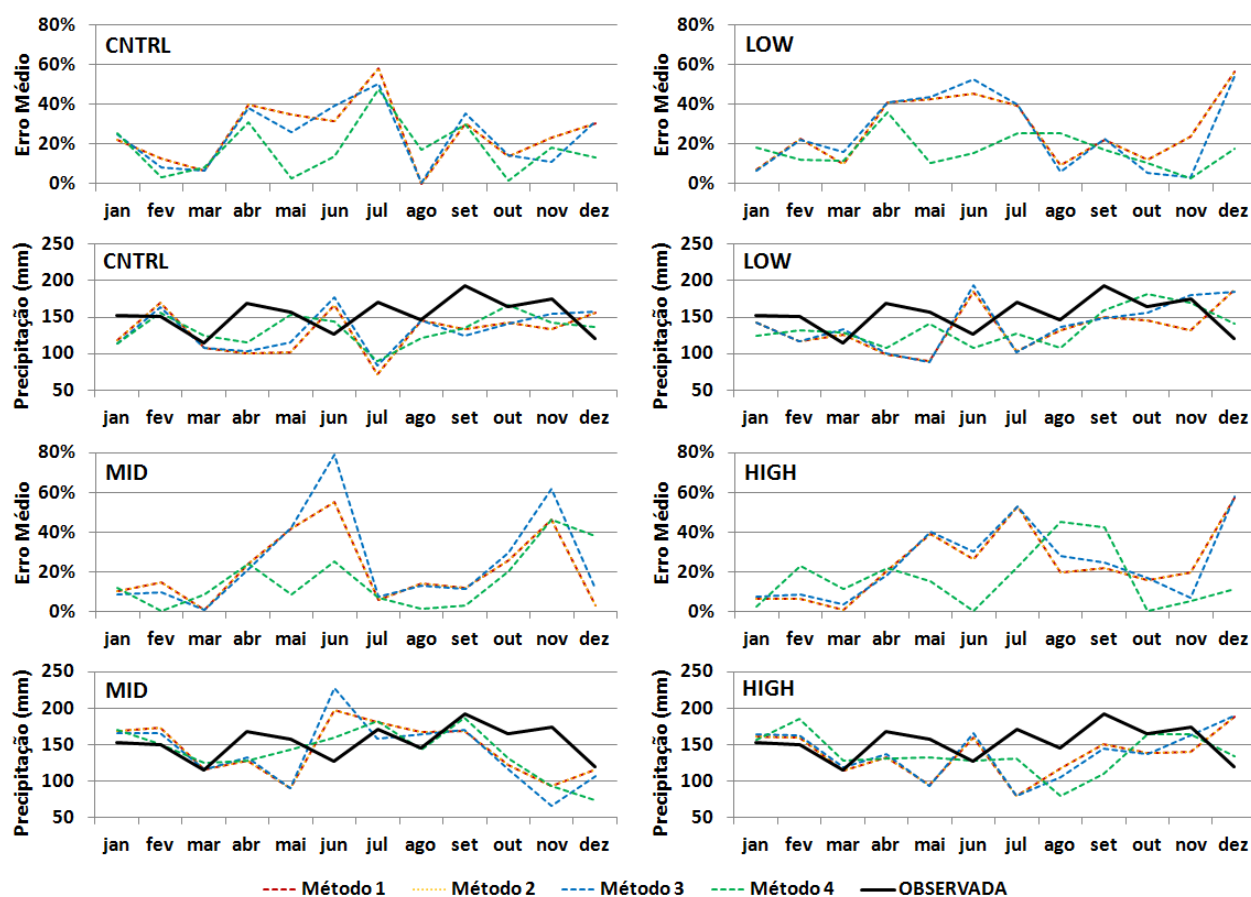 CNTRL
Erro Médio
80%
60%
40%
20%
0%
jan fev mar abr mai jun jul ago set out nov dez
LOW
Erro Médio
80%
60%
40%
20%
0%
jan fev mar abr mai jun jul ago set out nov dez
CNTRL
Precipitação (mm)
250
200
150
100
50
jan fev mar abr mai jun jul ago set out nov dez
LOW
Precipitação (mm)
250
200
150
100
50
jan fev mar abr mai jun jul ago set out nov dez
MID
Erro Médio
80%
60%
40%
20%
0%
jan fev mar abr mai jun jul ago set out nov dez
HIGH
Erro Médio
80%
60%
40%
20%
0%
jan fev mar abr mai jun jul ago set out nov dez
MID
Precipitação (mm)
250
200
150
100
50
jan fev mar abr mai jun jul ago set out nov dez
HIGH
Precipitação (mm)
250
200
150
100
50
jan fev mar abr mai jun jul ago set out nov dez
Método 1 Método 2 Método 3 Método 4 OBSERVADA